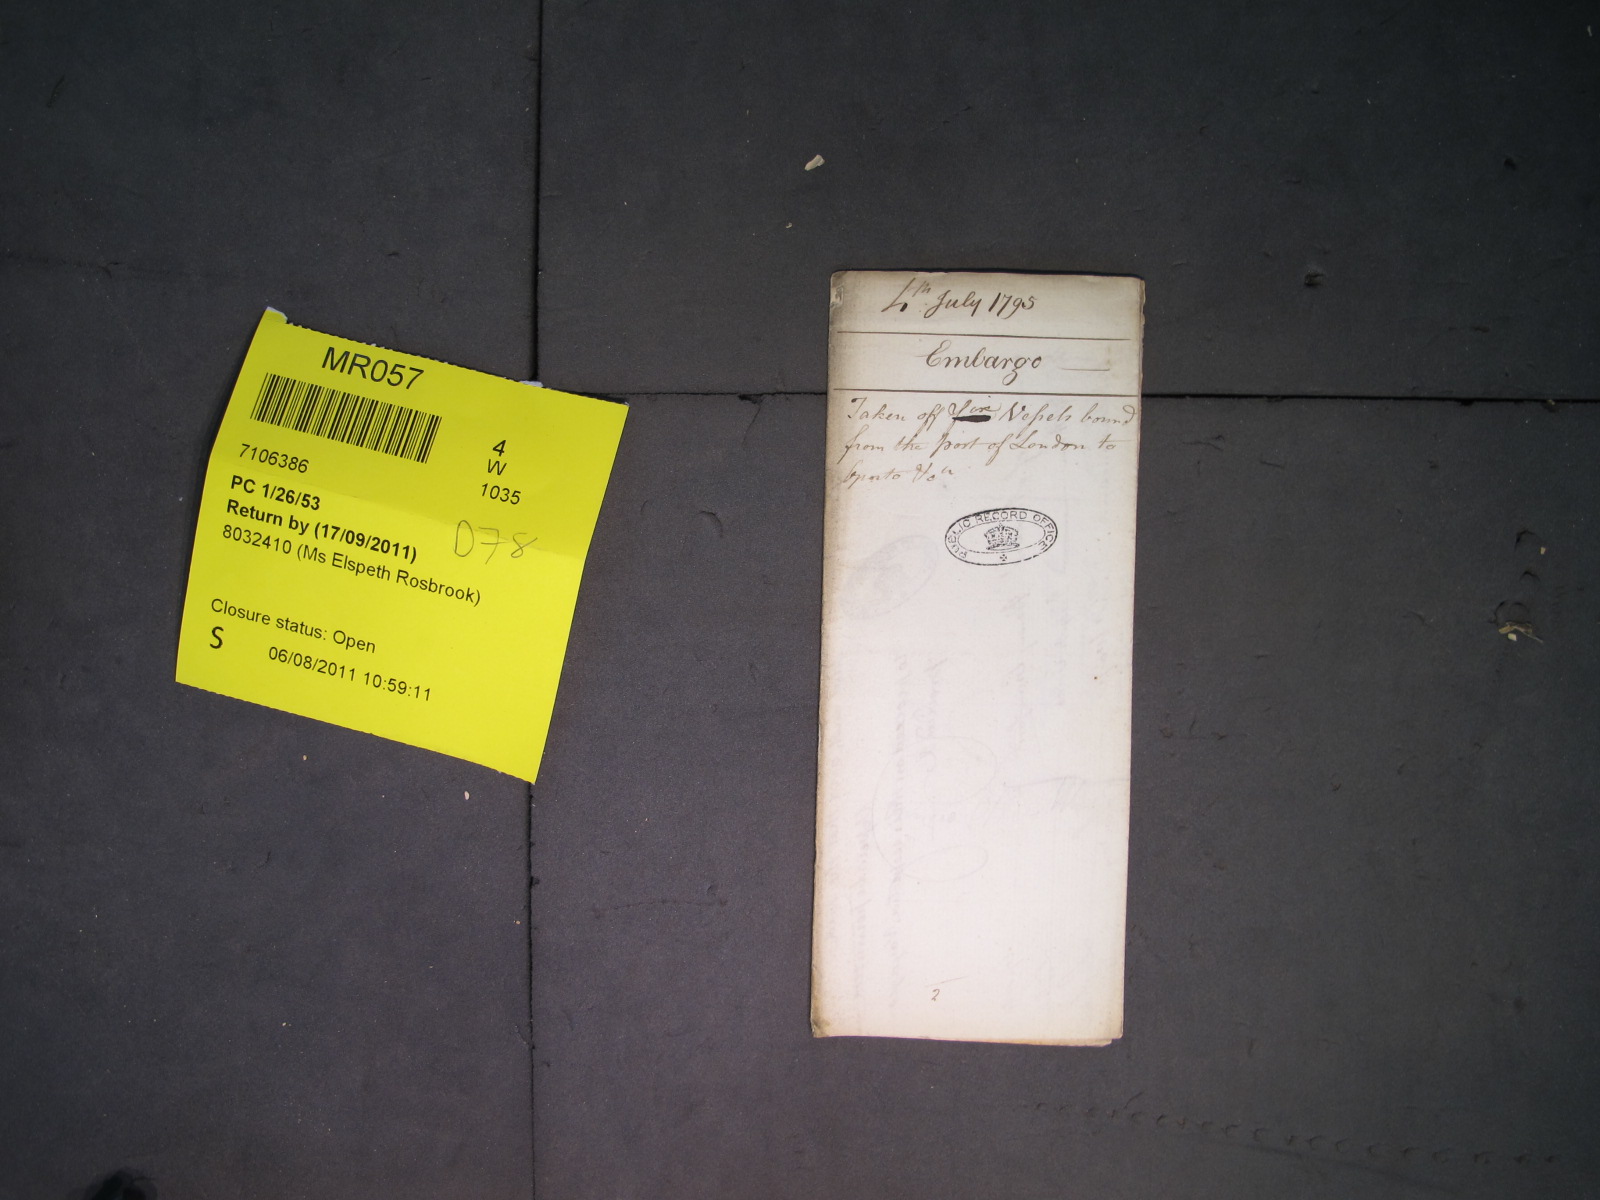 MR057
7106386
4
W
1035
PC 1/26/53
Return by (17/09/2011)
D78
8032410 (Ms Elspeth Rosbrook)
Closure status: Open
S
06/08/2011 10:59:11
4th July 1795
Embargo
Taken off Vessels bound
from the port of London to
Oporto
PUBLIC RECORD OFFICE
2